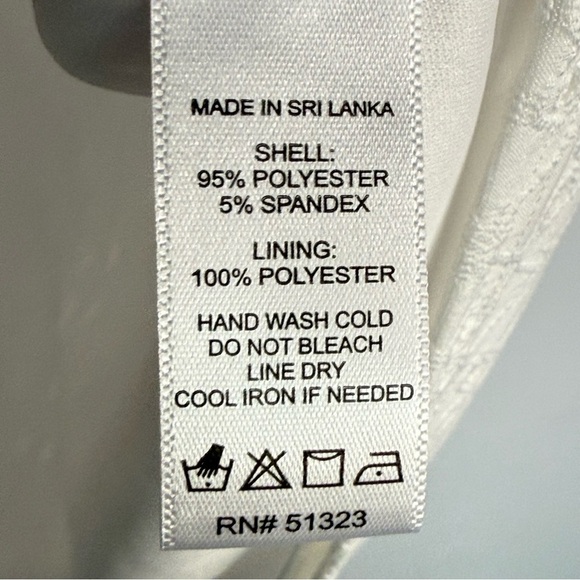 MADE IN SRI LANKA
SHELL:
95% POLYESTER
5% SPANDEX
LINING:
100% POLYESTER
HAND WASH COLD
DO NOT BLEACH
LINE DRY
COOL IRON IF NEEDED
RN# 51323